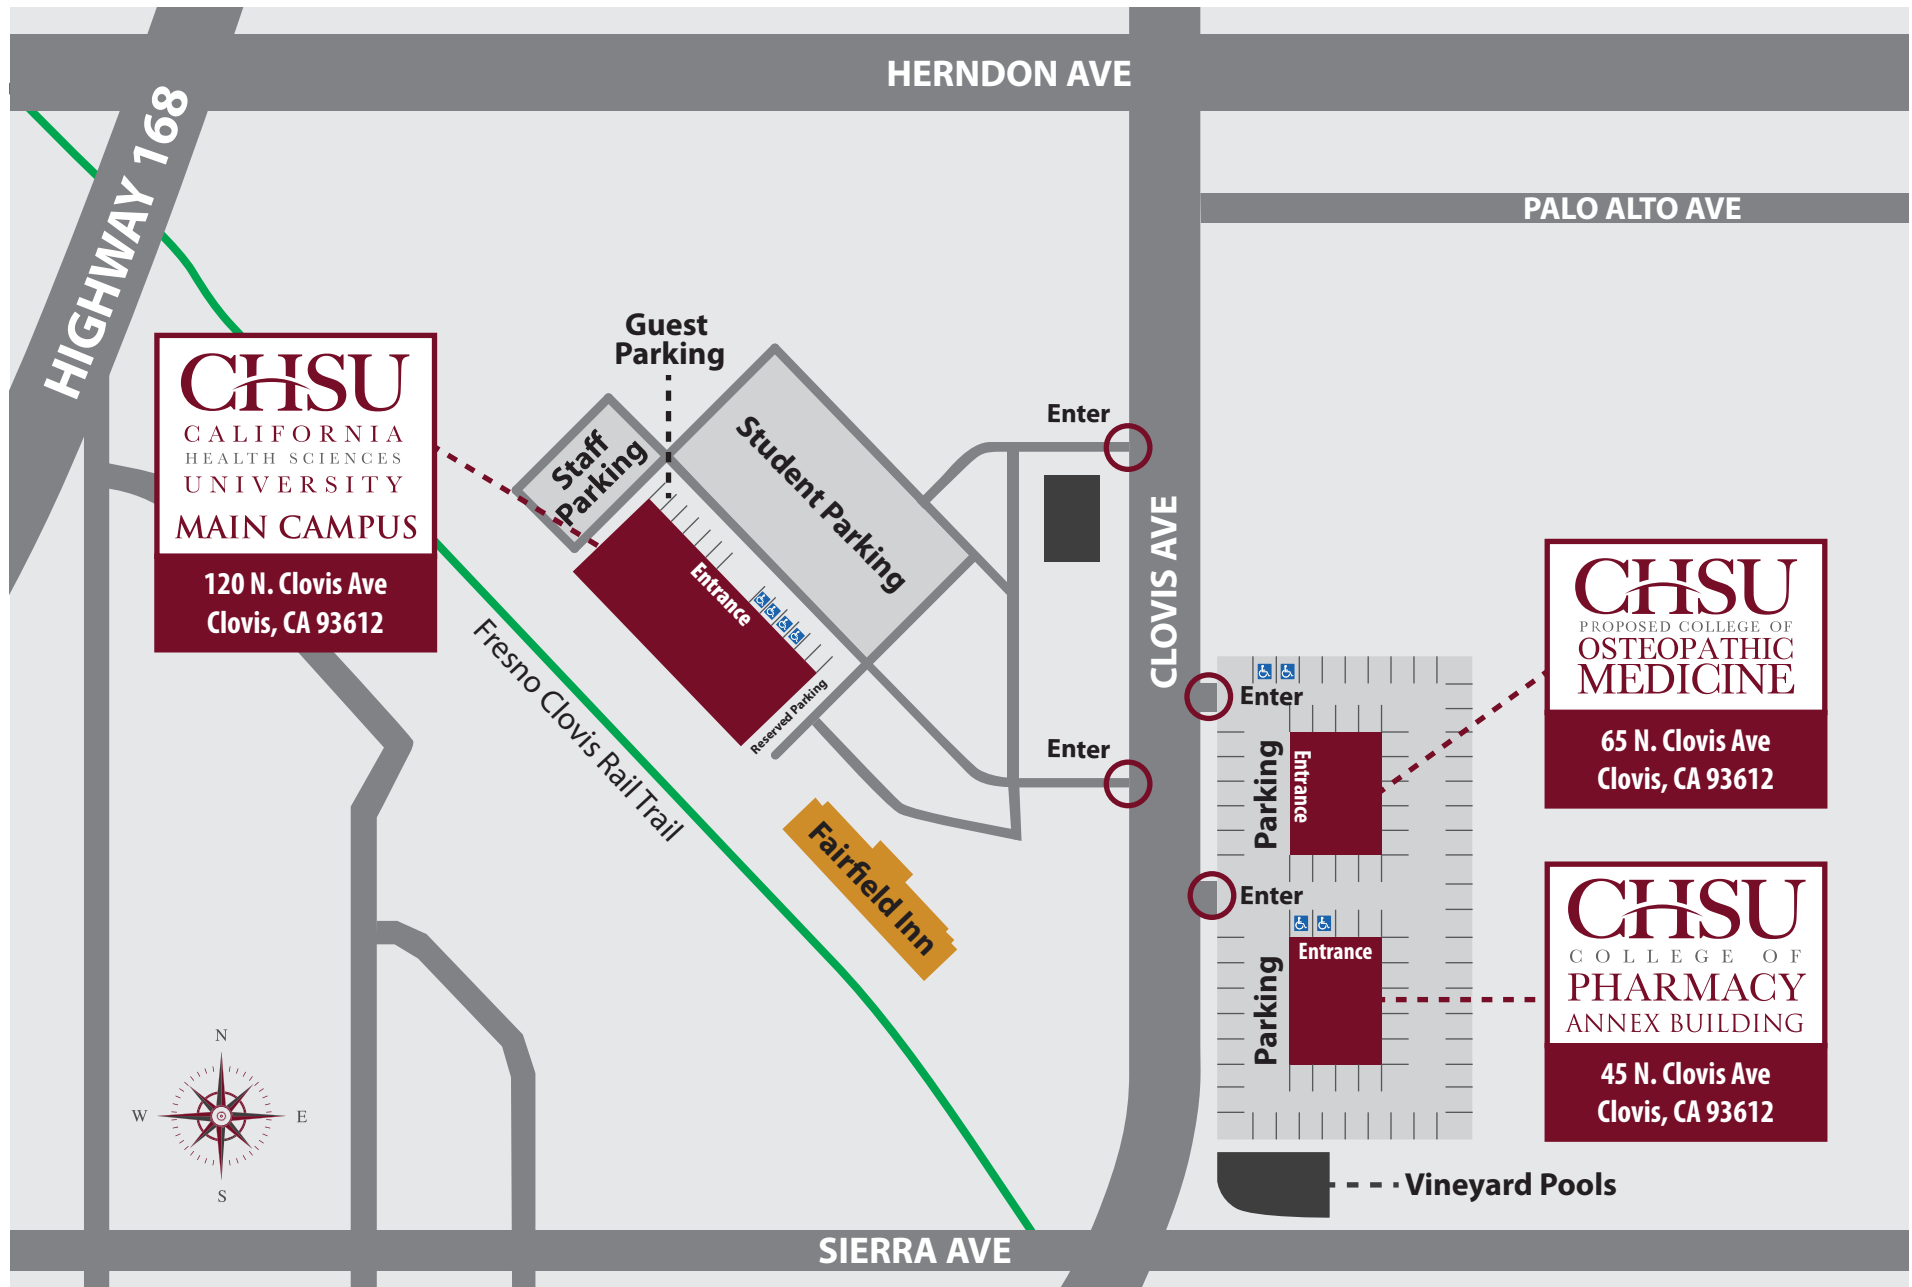 HERNDON AVE
HIGHWAY 168
PALO ALTO AVE
Guest
Parking
CHSU
CALIFORNIA
HEALTH SCIENCES
UNIVERSITY
MAIN CAMPUS
120 N. Clovis Ave
Clovis, CA 93612
Staff
Parking
Student Parking
Enter
Entrance
Reserved Parking
CLOVIS AVE
Fresno Clovis Rail Trail
Enter
Fairfield Inn
Enter
Parking
Entrance
CHSU
PROPOSED COLLEGE OF
OSTEOPATHIC
MEDICINE
65 N. Clovis Ave
Clovis, CA 93612
Enter
Parking
Entrance
CHSU
COLLEGE OF
PHARMACY
ANNEX BUILDING
45 N. Clovis Ave
Clovis, CA 93612
N
W
E
S
Vineyard Pools
SIERRA AVE